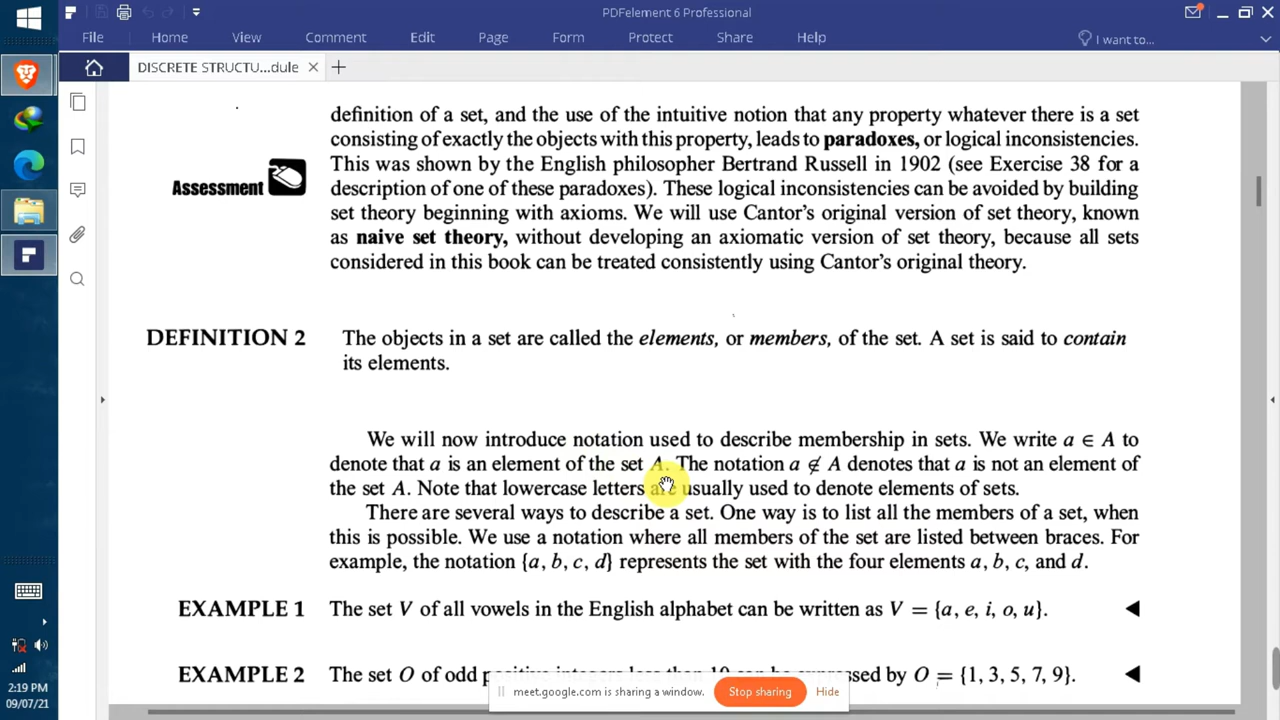 PDFelement 6 Professional
File Home View Comment Edit Page Form Protect Share Help I want to...
DISCRETE STRUCTU...dule
definition of a set, and the use of the intuitive notion that any property whatever there is a set
consisting of exactly the objects with this property, leads to paradoxes, or logical inconsistencies.
This was shown by the English philosopher Bertrand Russell in 1902 (see Exercise 38 for a
Assessment
description of one of these paradoxes). These logical inconsistencies can be avoided by building
set theory beginning with axioms. We will use Cantor's original version of set theory, known
as naive set theory, without developing an axiomatic version of set theory, because all sets
considered in this book can be treated consistently using Cantor's original theory.
DEFINITION 2 The objects in a set are called the elements, or members, of the set. A set is said to contain
its elements.
We will now introduce notation used to describe membership in sets. We write a ∈ A to
denote that a is an element of the set A. The notation a ∉ A denotes that a is not an element of
the set A. Note that lowercase letters are usually used to denote elements of sets.
There are several ways to describe a set. One way is to list all the members of a set, when
this is possible. We use a notation where all members of the set are listed between braces. For
example, the notation {a, b, c, d} represents the set with the four elements a, b, c, and d.
EXAMPLE 1 The set V of all vowels in the English alphabet can be written as V = {a, e, i, o, u}.
EXAMPLE 2 The set O of odd positive integers less than 10 can be expressed by O = {1, 3, 5, 7, 9}.
meet.google.com is sharing a window. Stop sharing Hide
2:19 PM
09/07/21